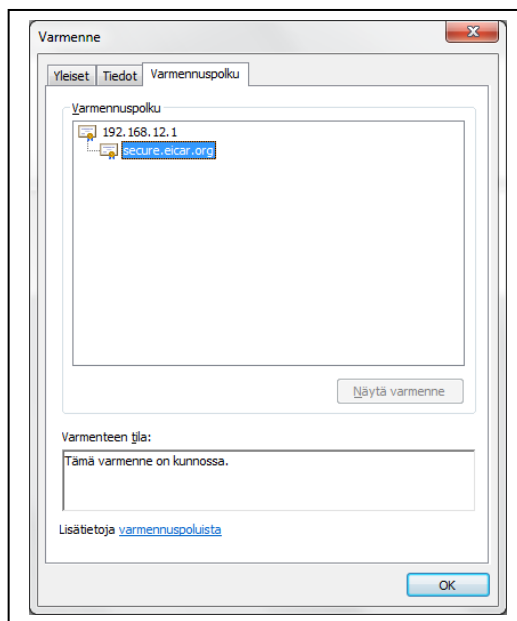 Varmenne
Yleiset Tiedot Varmennuspolku
Varmennuspolku
192.168.12.1
secure.eicar.org
Näytä varmenne
Varmenteen tila:
Tämä varmenne on kunnossa.
Lisätietoja varmennuspoluista
OK